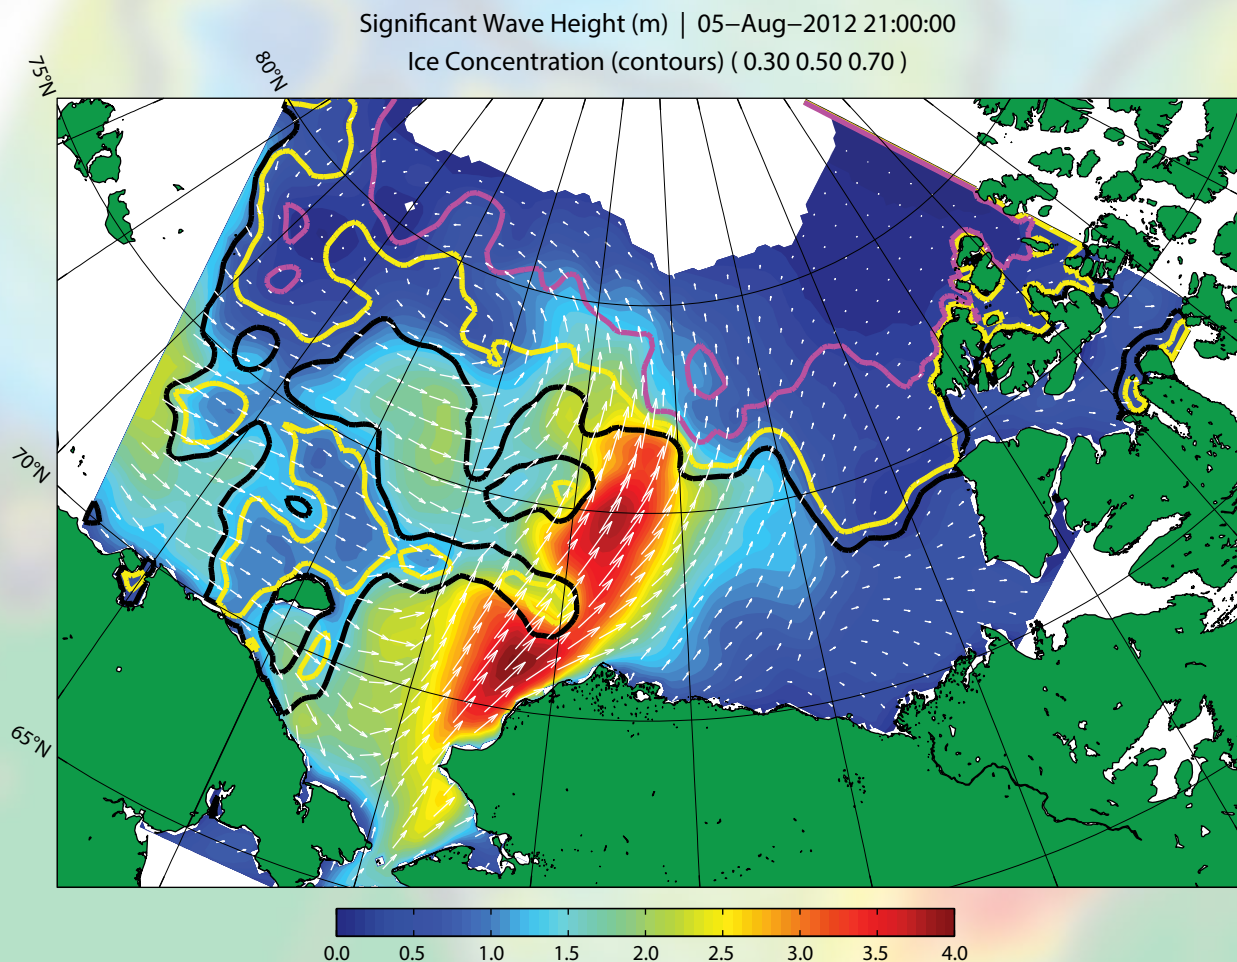 Significant Wave Height (m) | 05−Aug−2012 21:00:00
Ice Concentration (contours) ( 0.30 0.50 0.70 )
75°N
80°N
70°N
65°N
0.0 0.5 1.0 1.5 2.0 2.5 3.0 3.5 4.0